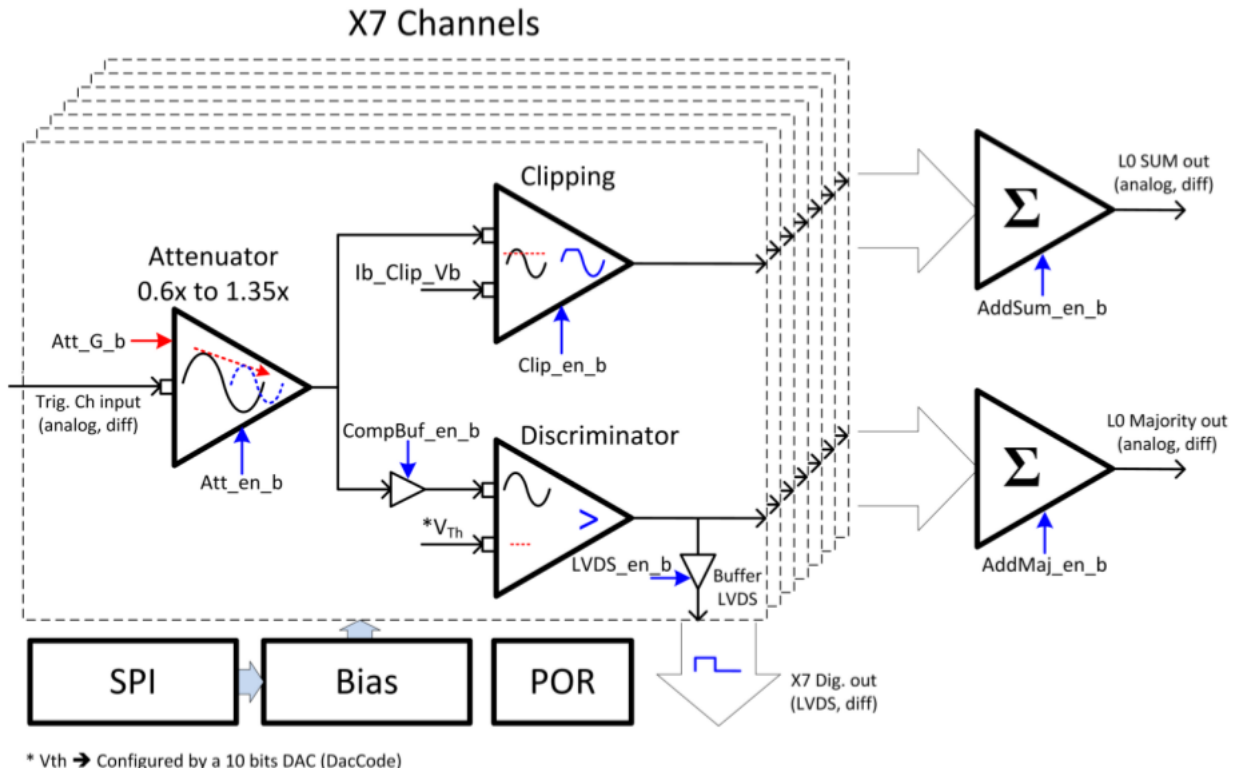 X7 Channels
Clipping
L0 SUM out
(analog, diff)
Σ
Attenuator
0.6x to 1.35x
Ib_Clip_Vb
AddSum_en_b
Att_G_b
Clip_en_b
Trig. Ch input
(analog, diff)
CompBuf_en_b
Discriminator
L0 Majority out
(analog, diff)
Σ
Att_en_b
*VTh
>
LVDS_en_b
Buffer
LVDS
AddMaj_en_b
SPI
Bias
POR
X7 Dig. out
(LVDS, diff)
* Vth ➔ Configured by a 10 bits DAC (DacCode)